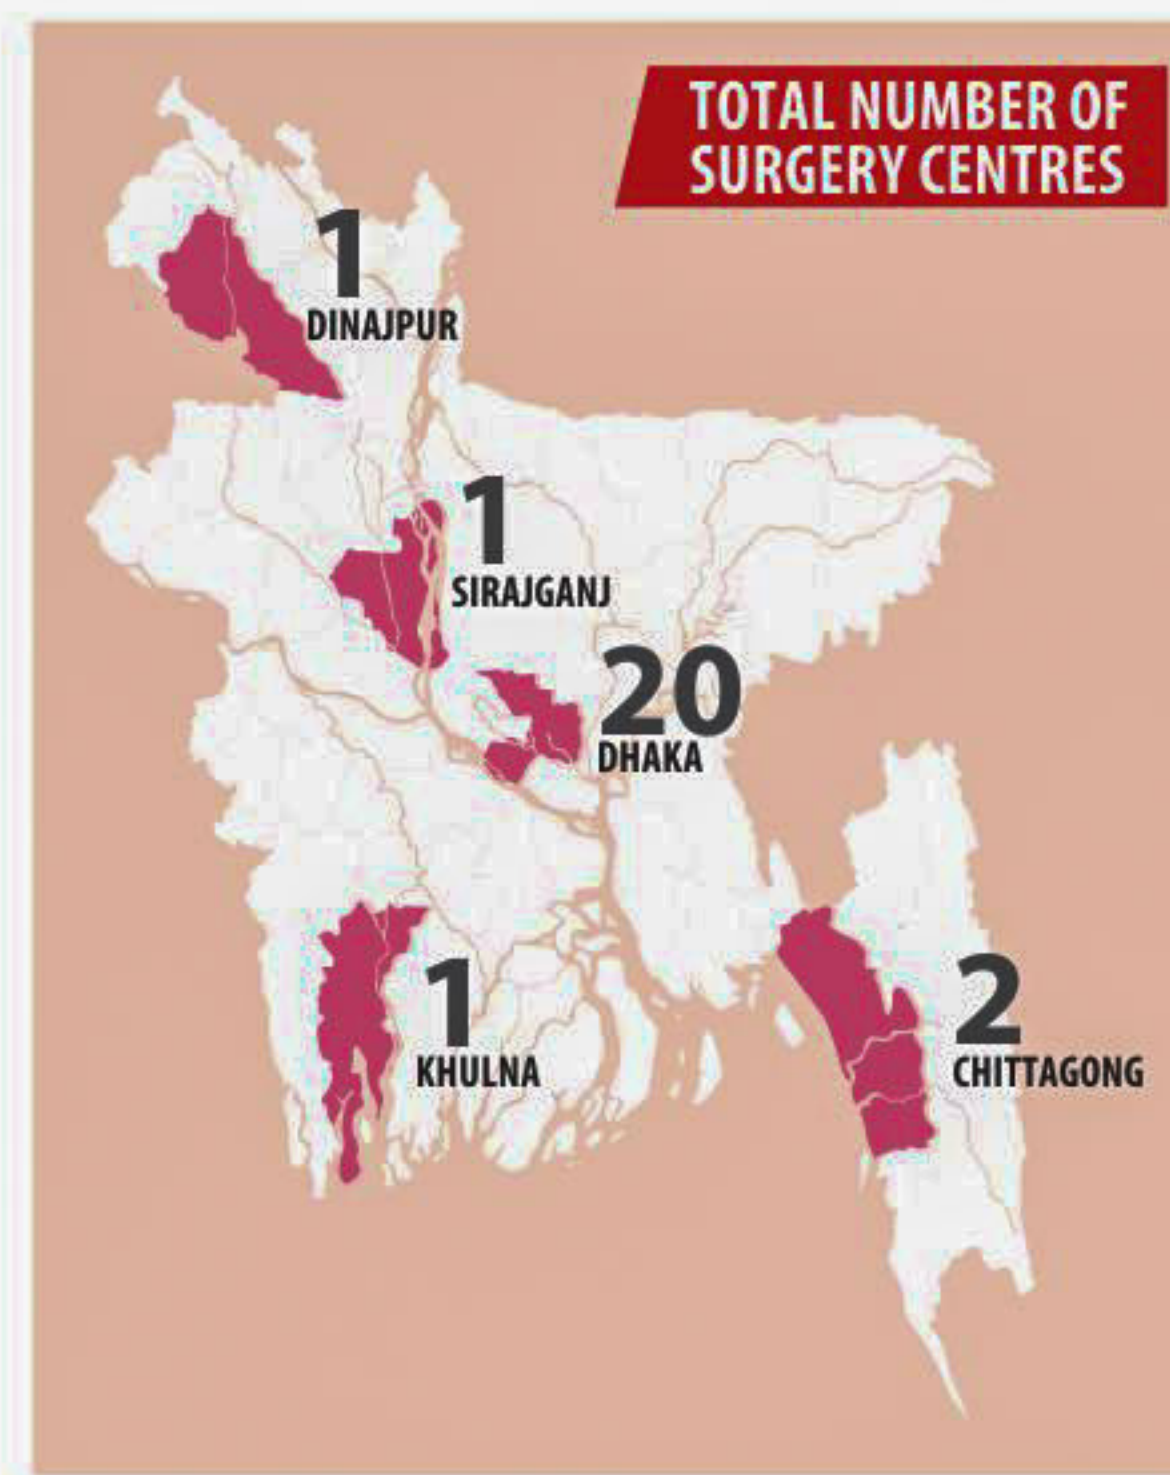 TOTAL NUMBER OF
SURGERY CENTRES
1
DINAJPUR
1
SIRAJGANJ
20
DHAKA
1
KHULNA
2
CHITTAGONG